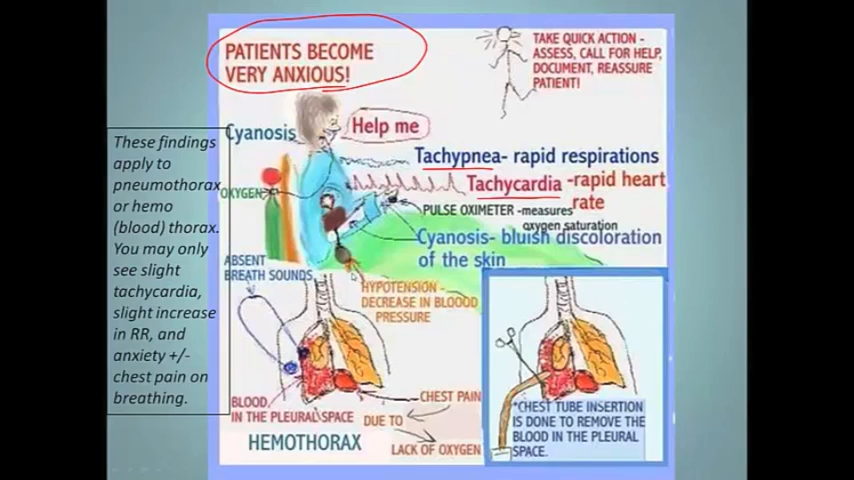 PATIENTS BECOME
VERY ANXIOUS!
TAKE QUICK ACTION -
ASSESS, CALL FOR HELP,
DOCUMENT, REASSURE
PATIENT!
These findings
apply to
pneumothorax
or hemo
(blood) thorax.
You may only
see slight
tachycardia,
slight increase
in RR, and
anxiety +/-
chest pain on
breathing.
Cyanosis
Help me
Tachypnea- rapid respirations
Tachycardia -rapid heart
rate
OXYGEN
PULSE OXIMETER -measures
oxygen saturation
Cyanosis- bluish discoloration
of the skin
ABSENT
BREATH SOUNDS
HYPOTENSION -
DECREASE IN BLOOOD
PRESSURE
BLOOD,
IN THE PLEURAL SPACE
CHEST PAIN
DUE TO
LACK OF OXYGEN
HEMOTHORAX
*CHEST TUBE INSERTION
IS DONE TO REMOVE THE
BLOOD IN THE PLEURAL
SPACE.